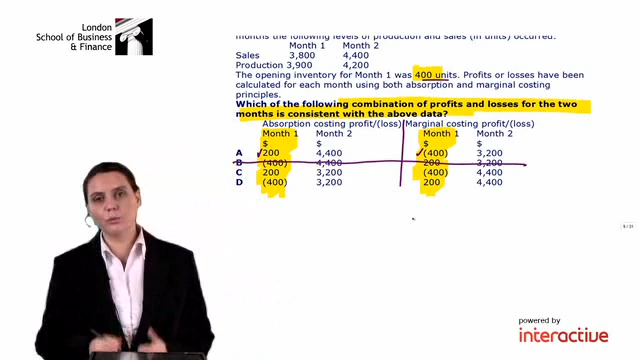 London
School of Business
& Finance
months the following levels of production and sales (in units) occurred:
Month 1 Month 2
Sales 3,800 4,400
Production 3,900 4,200
The opening inventory for Month 1 was 400 units. Profits or losses have been
calculated for each month using both absorption and marginal costing
principles.
Which of the following combination of profits and losses for the two
months is consistent with the above data?
Absorption costing profit/(loss) Marginal costing profit/(loss)
Month 1 Month 2 Month 1 Month 2
$ $ $ $
A 200 4,400 (400) 3,200
B (400) 4,400 200 3,200
C 200 3,200 (400) 4,400
D (400) 3,200 200 4,400
5 / 21
powered by
interactive